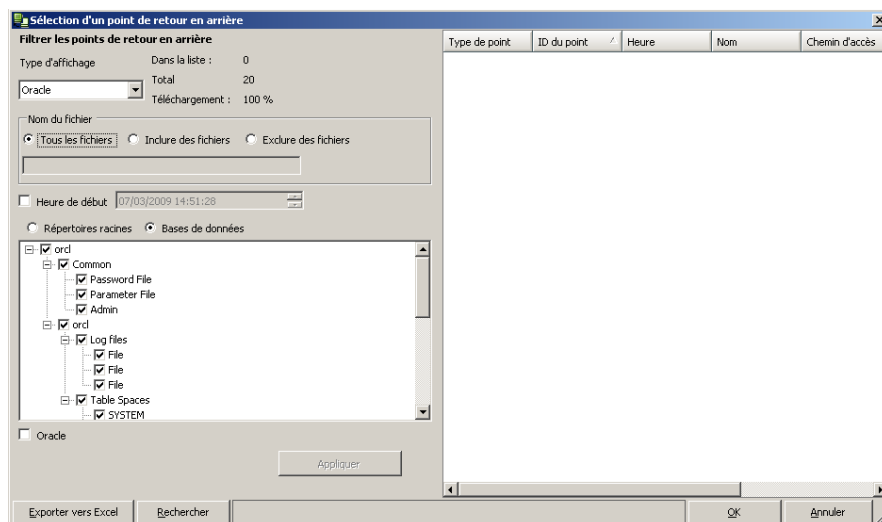 Sélection d'un point de retour en arrière
Filtrer les points de retour en arrière
Type d'affichage
Dans la liste : 0
Total 20
Oracle
Téléchargement : 100 %
Nom du fichier
Tous les fichiers Inclure des fichiers Exclure des fichiers
Heure de début 07/03/2009 14:51:28
Répertoires racines Bases de données
orcl
Common
Password File
Parameter File
Admin
orcl
Log files
File
File
File
Table Spaces
SYSTEM
Oracle
Appliquer
Type de point ID du point Heure Nom Chemin d'accès
Exporter vers Excel Rechercher OK Annuler